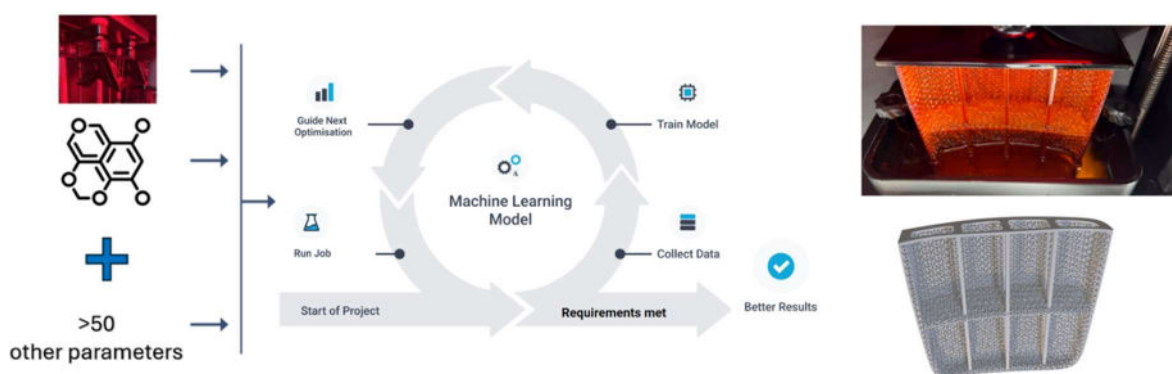 Guide Next
Optimisation
Train Model
Machine Learning
Model
Run Job
Collect Data
>50
other parameters
Start of Project
Requirements met
Better Results